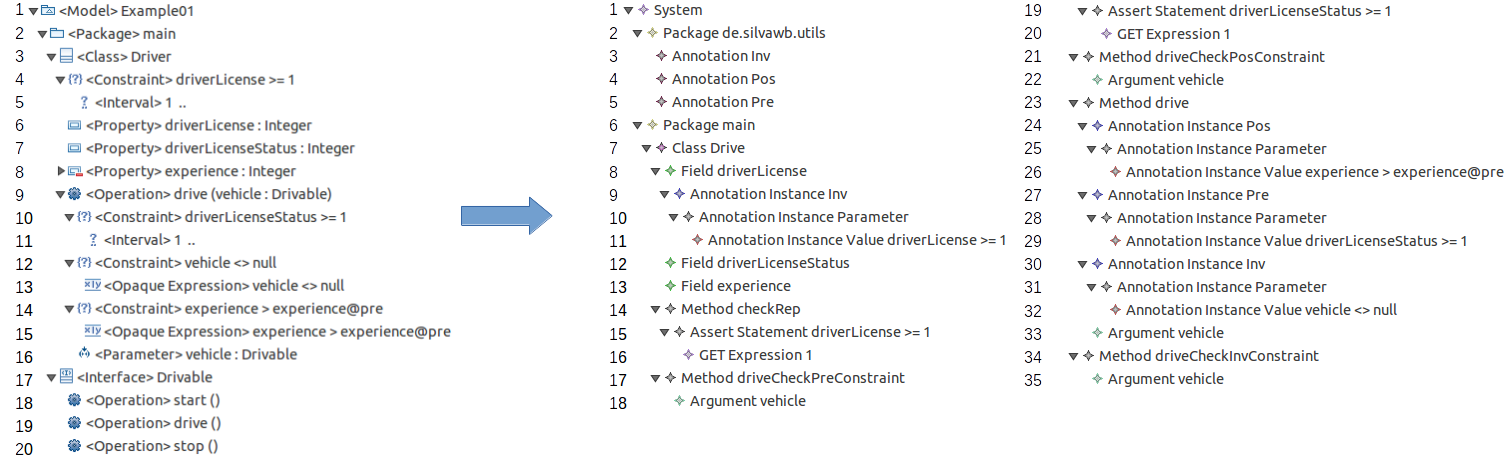 1 <Model> Example01
2 <Package> main
3 <Class> Driver
4 {?} <Constraint> driverLicense >= 1
5 ? <Interval> 1 ..
6 <Property> driverLicense : Integer
7 <Property> driverLicenseStatus : Integer
8 <Property> experience : Integer
9 <Operation> drive (vehicle : Drivable)
10 {?} <Constraint> driverLicenseStatus >= 1
11 ? <Interval> 1 ..
12 {?} <Constraint> vehicle <> null
13 x|y <Opaque Expression> vehicle <> null
14 {?} <Constraint> experience > experience@pre
15 x|y <Opaque Expression> experience > experience@pre
16 <Parameter> vehicle : Drivable
17 <Interface> Drivable
18 <Operation> start ()
19 <Operation> drive ()
20 <Operation> stop ()
1 System
2 Package de.silvawb.utils
3 Annotation Inv
4 Annotation Pos
5 Annotation Pre
6 Package main
7 Class Drive
8 Field driverLicense
9 Annotation Instance Inv
10 Annotation Instance Parameter
11 Annotation Instance Value driverLicense >= 1
12 Field driverLicenseStatus
13 Field experience
14 Method checkRep
15 Assert Statement driverLicense >= 1
16 GET Expression 1
17 Method driveCheckPreConstraint
18 Argument vehicle
19 Assert Statement driverLicenseStatus >= 1
20 GET Expression 1
21 Method driveCheckPosConstraint
22 Argument vehicle
23 Method drive
24 Annotation Instance Pos
25 Annotation Instance Parameter
26 Annotation Instance Value experience > experience@pre
27 Annotation Instance Pre
28 Annotation Instance Parameter
29 Annotation Instance Value driverLicenseStatus >= 1
30 Annotation Instance Inv
31 Annotation Instance Parameter
32 Annotation Instance Value vehicle <> null
33 Argument vehicle
34 Method driveCheckInvConstraint
35 Argument vehicle